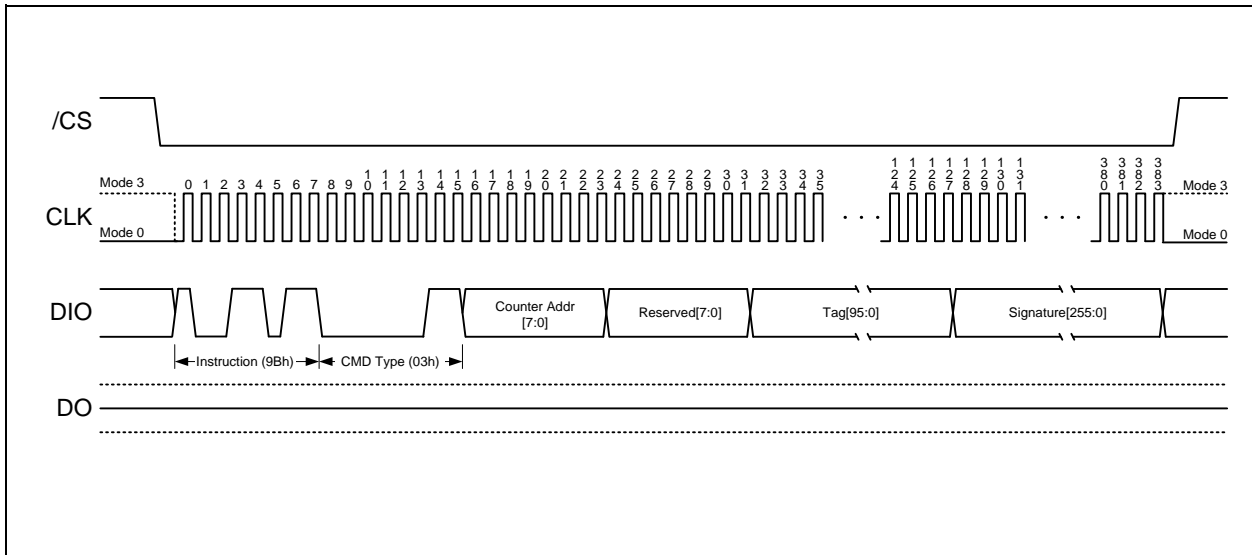 /CS
Mode 3
CLK
Mode 0
0 1 2 3 4 5 6 7 8 9 10 11 12 13 14 15 16 17 18 19 20 21 22 23 24 25 26 27 28 29 30 31 32 33 34 35 . . . 124 125 126 127 128 129 130 131 . . . 380 381 382 383
Mode 3
Mode 0
DIO
Counter Addr
[7:0]
Reserved[7:0]
Tag[95:0]
Signature[255:0]
Instruction (9Bh)
CMD Type (03h)
DO